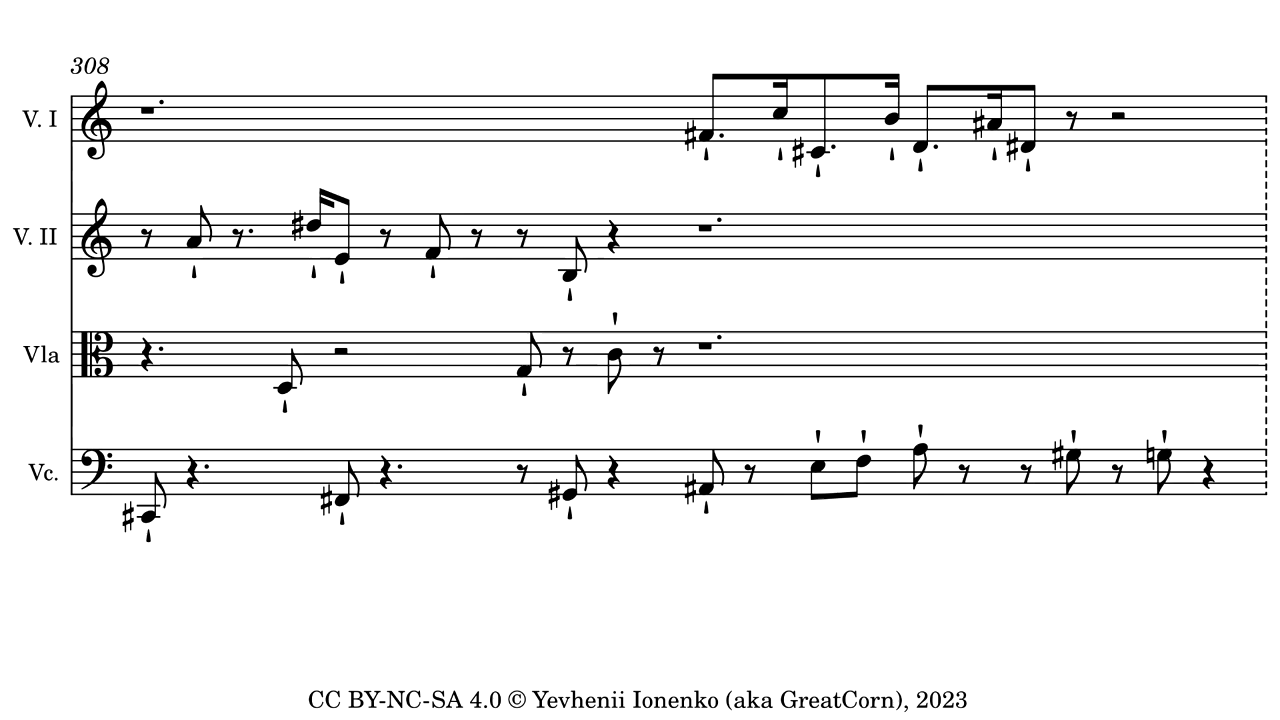 308
V. I
V. II
Vla
Vc.
CC BY-NC-SA 4.0 © Yevhenii Ionenko (aka GreatCorn), 2023